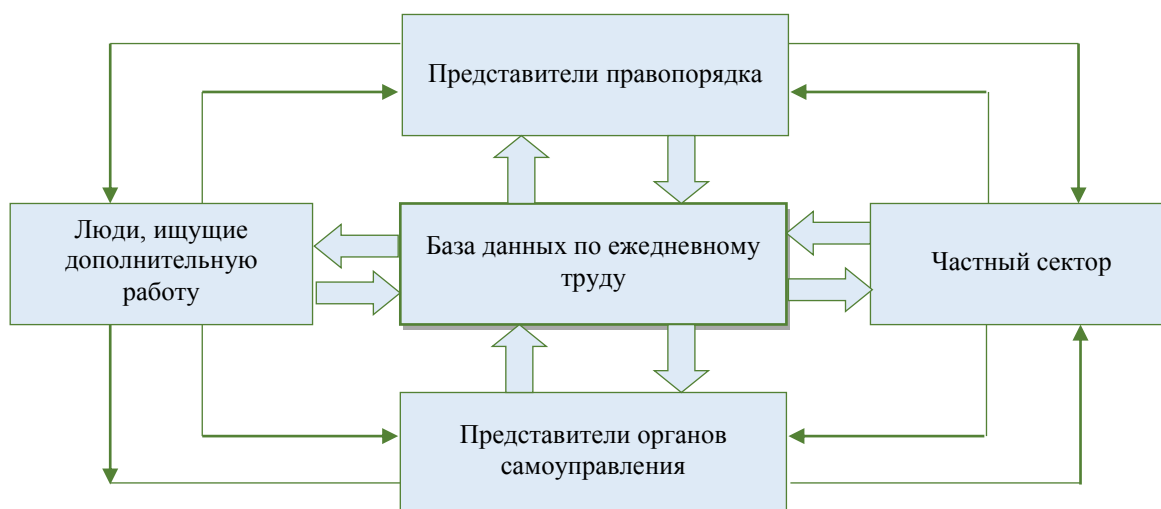 Представители правопорядка
Люди, ищущие
дополнительную
работу
База данных по ежедневному
труду
Частный сектор
Представители органов
самоуправления